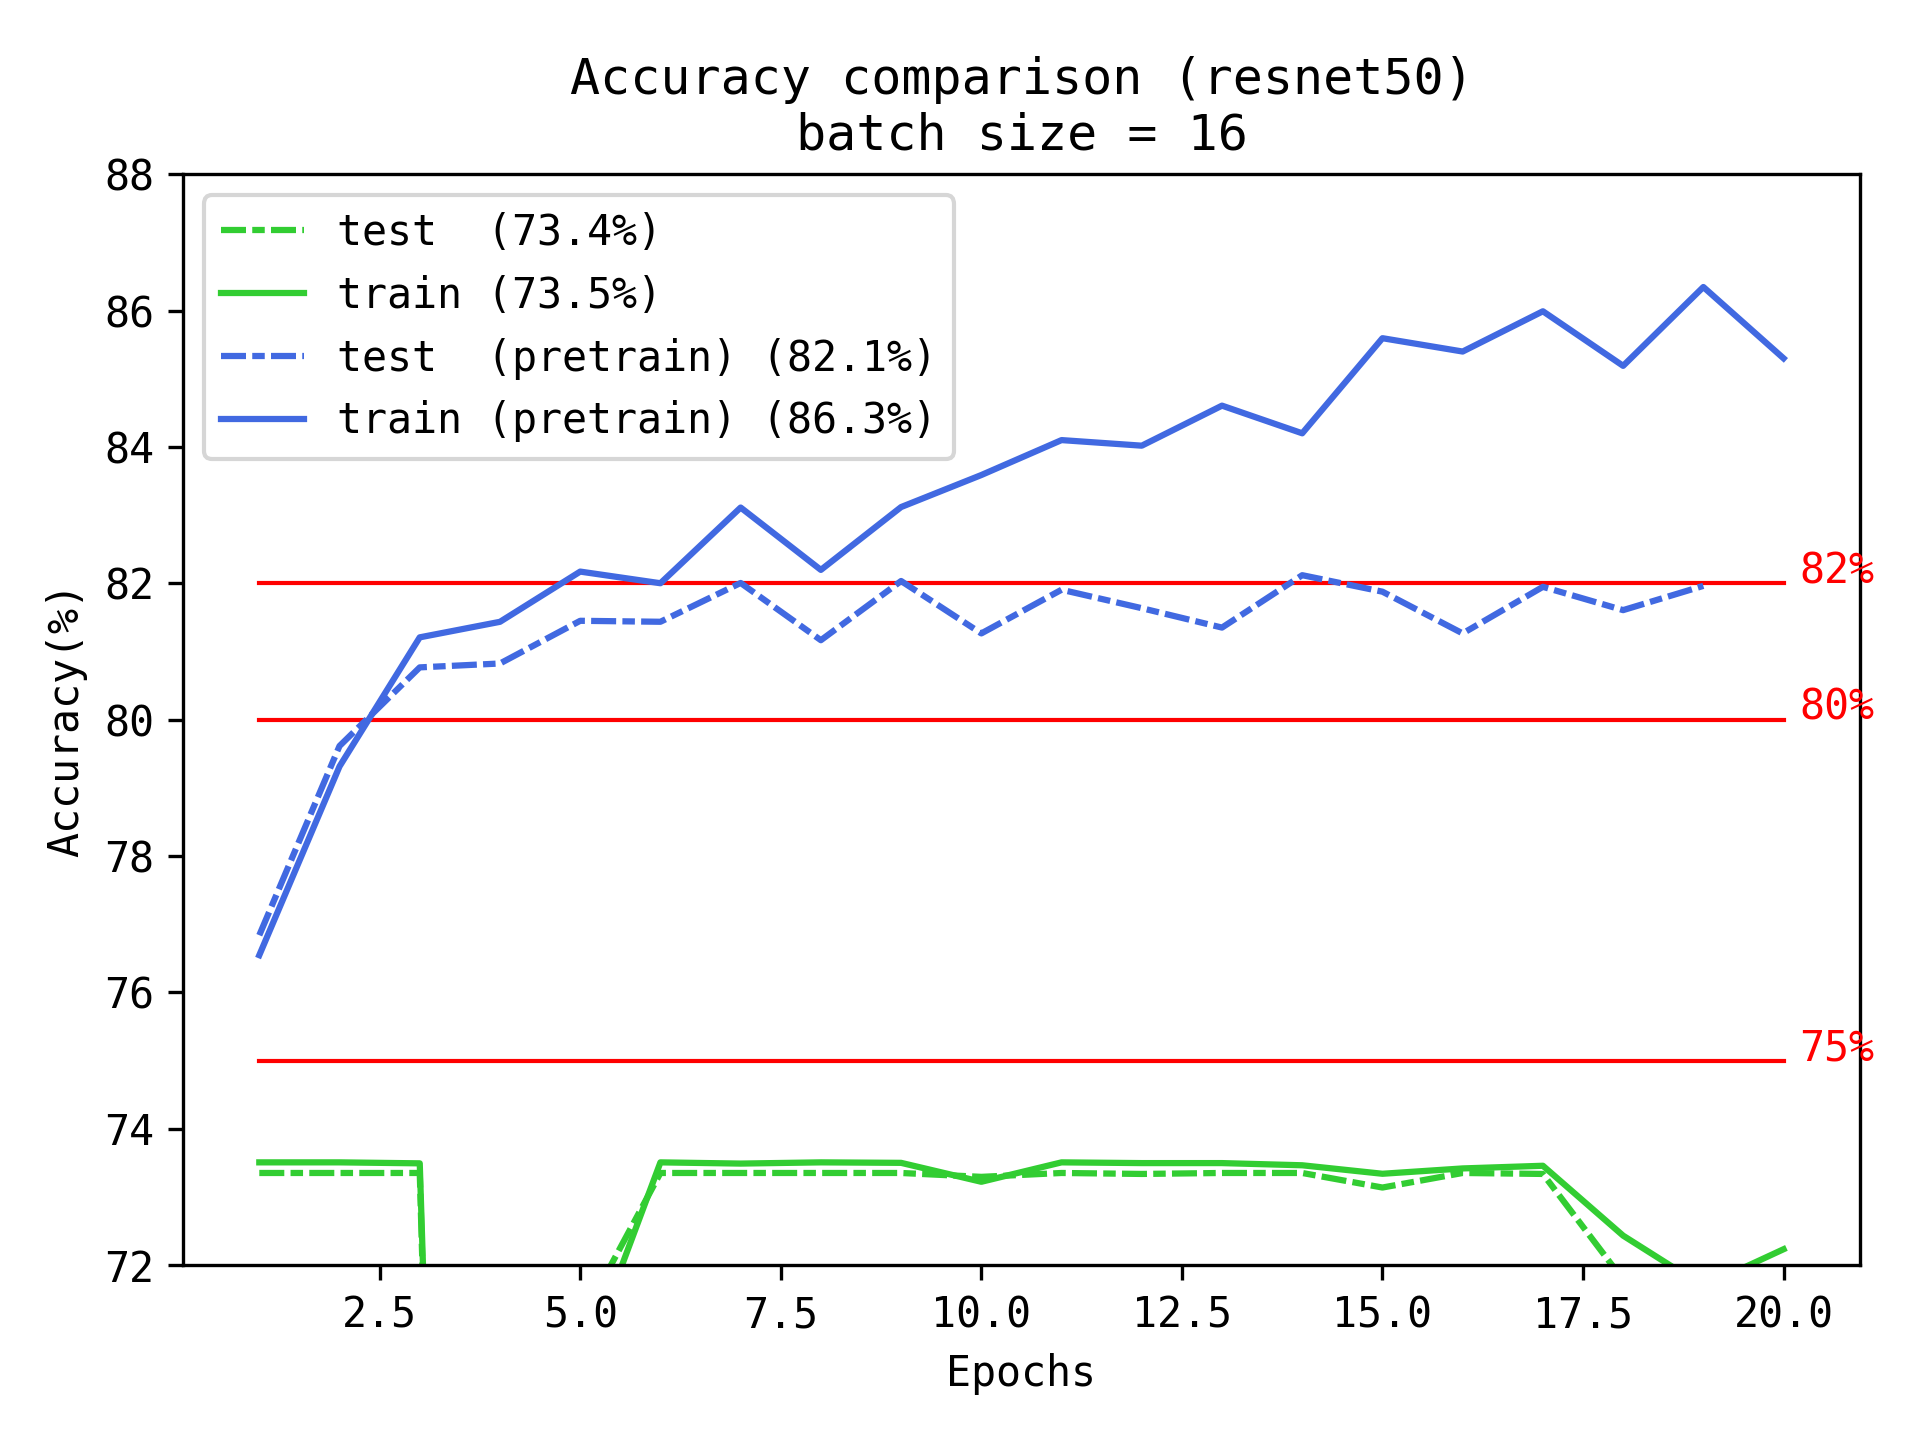 Accuracy comparison (resnet50)
batch size = 16
test  (73.4%)
train (73.5%)
test  (pretrain) (82.1%)
train (pretrain) (86.3%)
Accuracy(%)
88
86
84
82
80
78
76
74
72
82%
80%
75%
2.5 5.0 7.5 10.0 12.5 15.0 17.5 20.0
Epochs